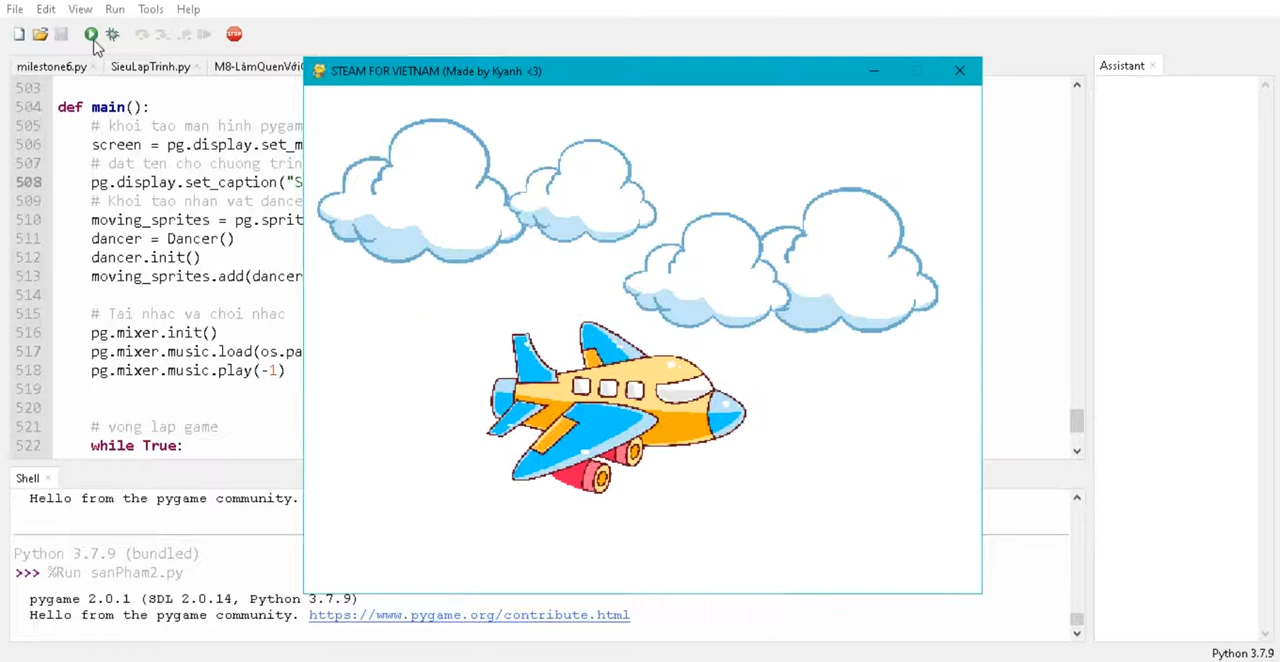 File Edit View Run Tools Help
milestone6.py SieuLapTrinh.py
STEAM FOR VIETNAM (Made by Kyanh <3)
Assistant
503
504 def main():
505 # khoi tao man hinh pygam
506 screen = pg.display.set_m
507 # dat ten cho chuong trin
508 pg.display.set_caption("S
509 # Khoi tao nhan vat dance
510 moving_sprites = pg.sprit
511 dancer = Dancer()
512 dancer.init()
513 moving_sprites.add(dancer
514
515 # Tai nhac va choi nhac
516 pg.mixer.init()
517 pg.mixer.music.load(os.pa
518 pg.mixer.music.play(-1)
519
520
521 # vong lap game
522 while True:
Shell
Hello from the pygame community.
Python 3.7.9 (bundled)
>>> %Run sanPham2.py
pygame 2.0.1 (SDL 2.0.14, Python 3.7.9)
Hello from the pygame community. https://www.pygame.org/contribute.html
Python 3.7.9